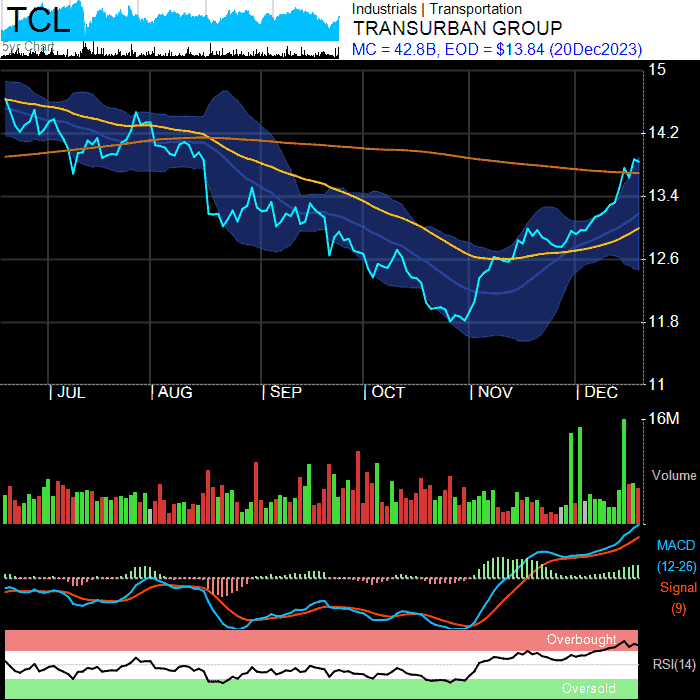 TCL
5yr Chart
Industrials | Transportation
TRANSURBAN GROUP
MC = 42.8B, EOD = $13.84 (20Dec2023)
15
14.2
13.4
12.6
11.8
11
| JUL | AUG | SEP | OCT | NOV | DEC
16M
Volume
MACD
(12-26)
Signal
(9)
Overbought
RSI(14)
Oversold